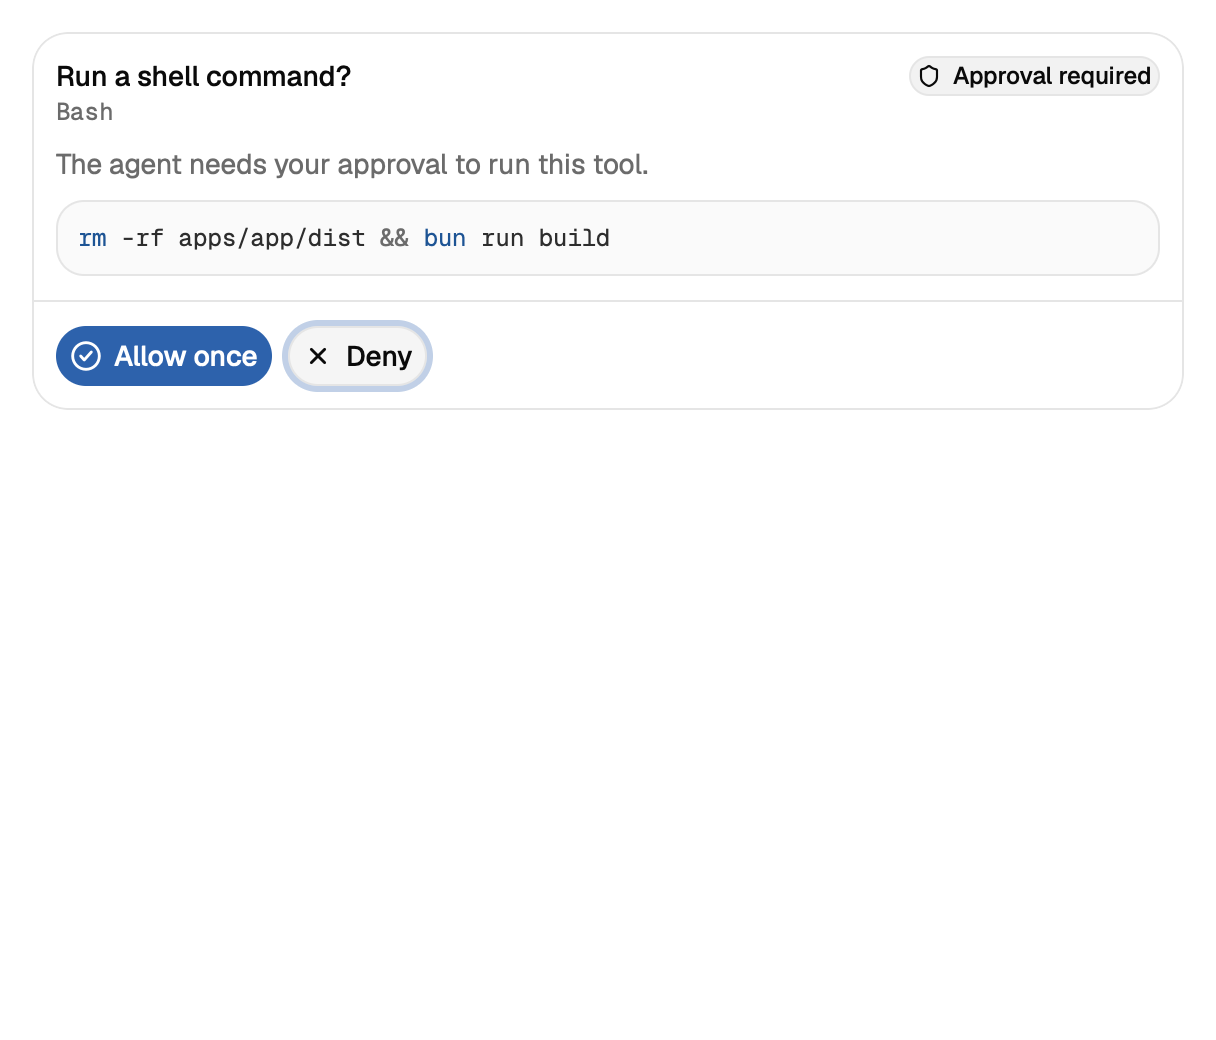 Run a shell command?
Approval required
Bash
The agent needs your approval to run this tool.
rm -rf apps/app/dist && bun run build
Allow once
Deny